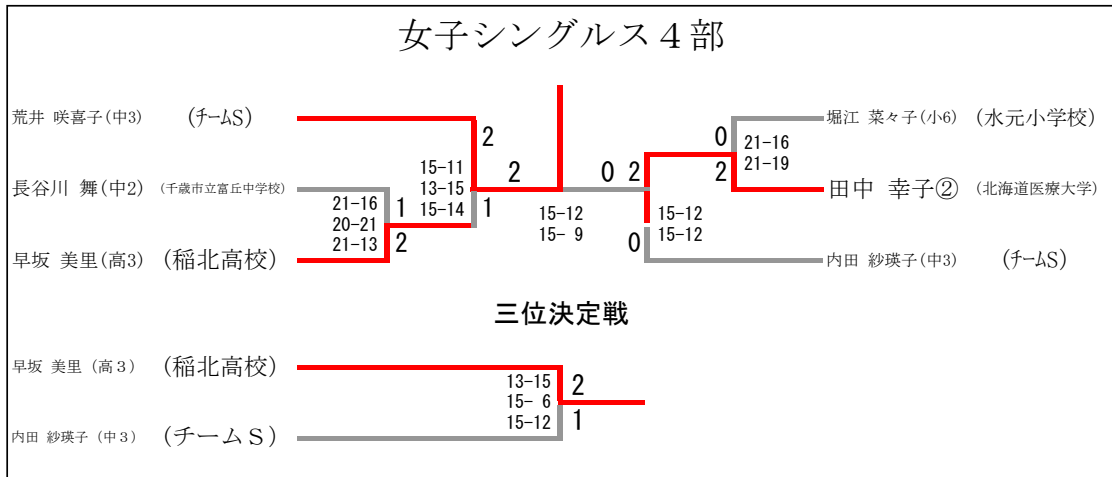 女子シングルス４部
荒井 咲喜子(中3) (ﾁｰﾑS)
堀江 菜々子(小6) (水元小学校)
2
0
21-16
21-19
15-11
13-15
15-14
2
0
2
2
長谷川 舞(中2) (千歳市立富丘中学校)
田中 幸子② (北海道医療大学)
21-16
20-21
21-13
1
1
15-12
15- 9
15-12
15-12
2
0
早坂 美里(高3) (稲北高校)
内田 紗瑛子(中3) (ﾁｰﾑS)
三位決定戦
早坂 美里 (高３) (稲北高校)
13-15
15- 6
15-12
2
1
内田 紗瑛子 (中３) (チームＳ)